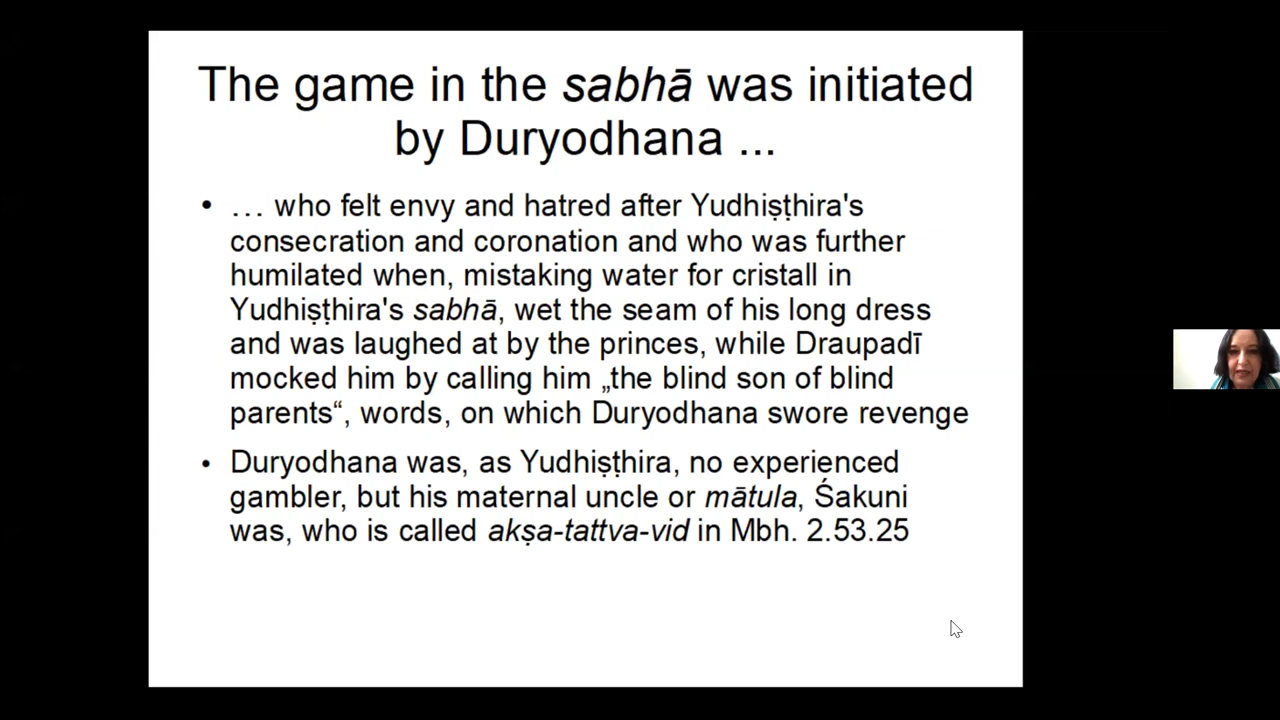 The game in the sabhā was initiated
by Duryodhana ...
• … who felt envy and hatred after Yudhiṣṭhira's
consecration and coronation and who was further
humilated when, mistaking water for cristall in
Yudhiṣṭhira's sabhā, wet the seam of his long dress
and was laughed at by the princes, while Draupadī
mocked him by calling him „the blind son of blind
parents“, words, on which Duryodhana swore revenge
• Duryodhana was, as Yudhiṣṭhira, no experienced
gambler, but his maternal uncle or mātula, Śakuni
was, who is called akṣa-tattva-vid in Mbh. 2.53.25